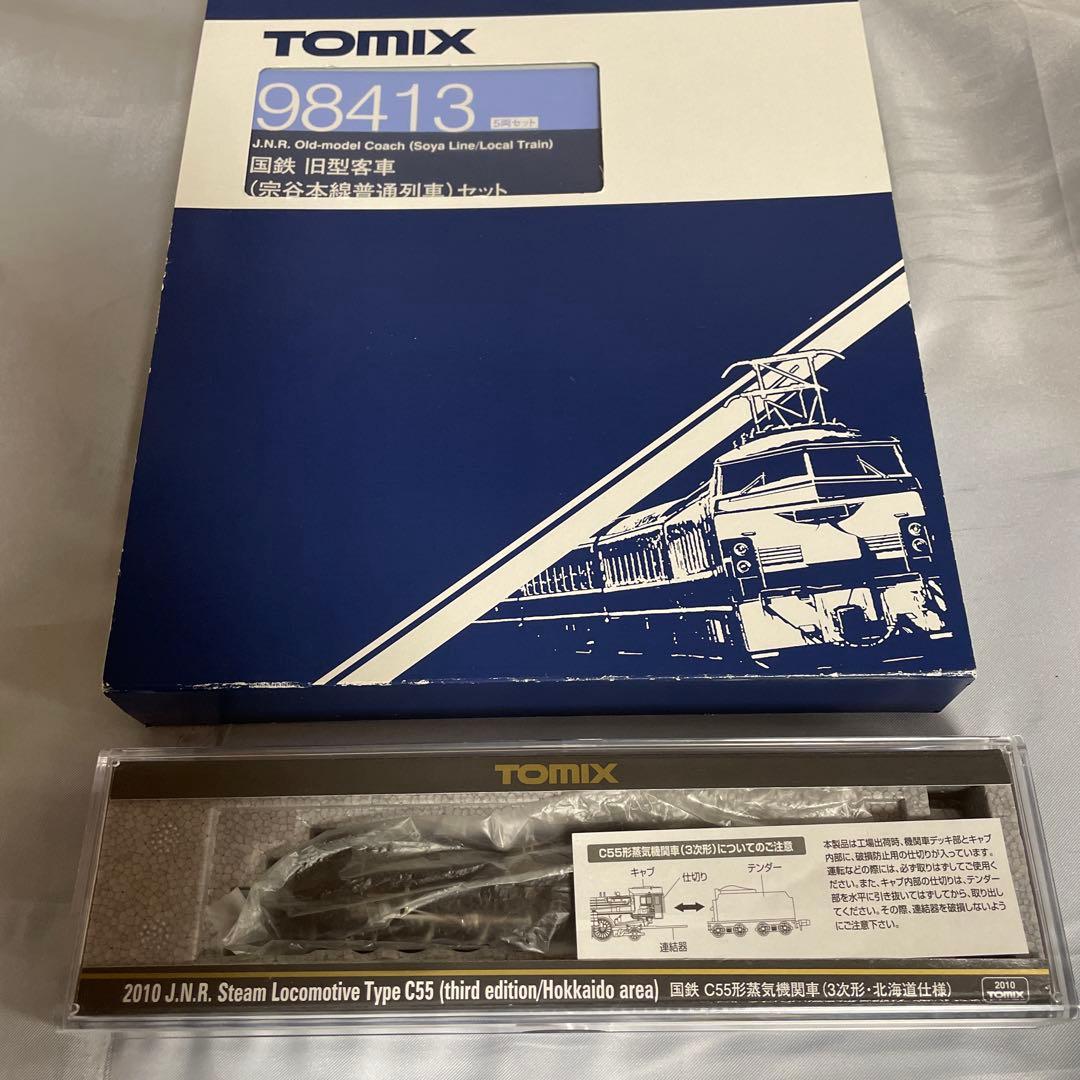 TOMIX
98413 5両セット
J.N.R. Old-model Coach (Soya Line/Local Train)
国鉄 旧型客車
(宗谷本線普通列車)セット
TOMIX
C55形蒸気機関車(3次形)についてのご注意
キャブ 仕切り テンダー
連結器
本製品は工場出荷時、機関車デッキ部とキャブ
内部に、破損防止用の仕切りが入っています。
運転などの際には、必ず取りはずしてご使用く
ださい。また、キャブ内部の仕切りは、テンダー
部を水平に引き抜いてはずしてから、取り出し
てください。その際、連結器を破損しないよう
にご注意下さい。
2010 J.N.R. Steam Locomotive Type C55 (third edition/Hokkaido area) 国鉄 C55形蒸気機関車(3次形・北海道仕様)
2010
TOMIX